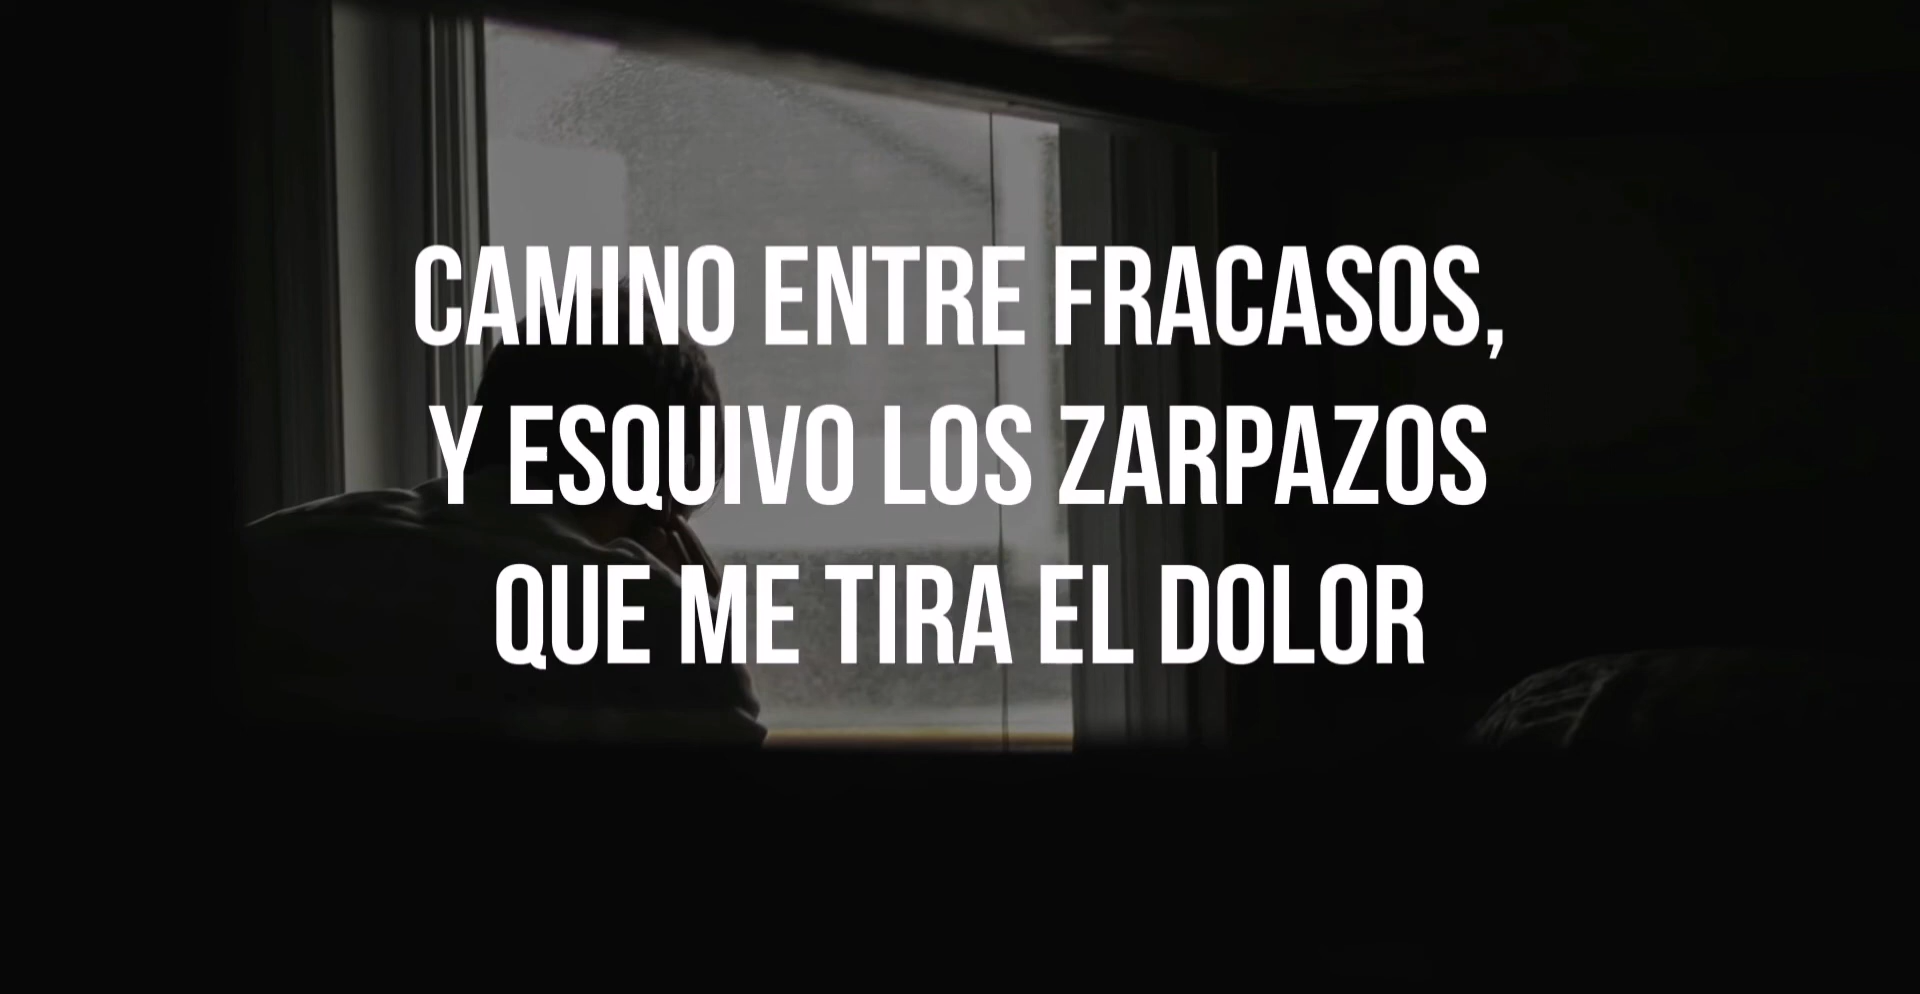 CAMINO ENTRE FRACASOS,
Y ESQUIVO LOS ZARPAZOS
QUE ME TIRA EL DOLOR